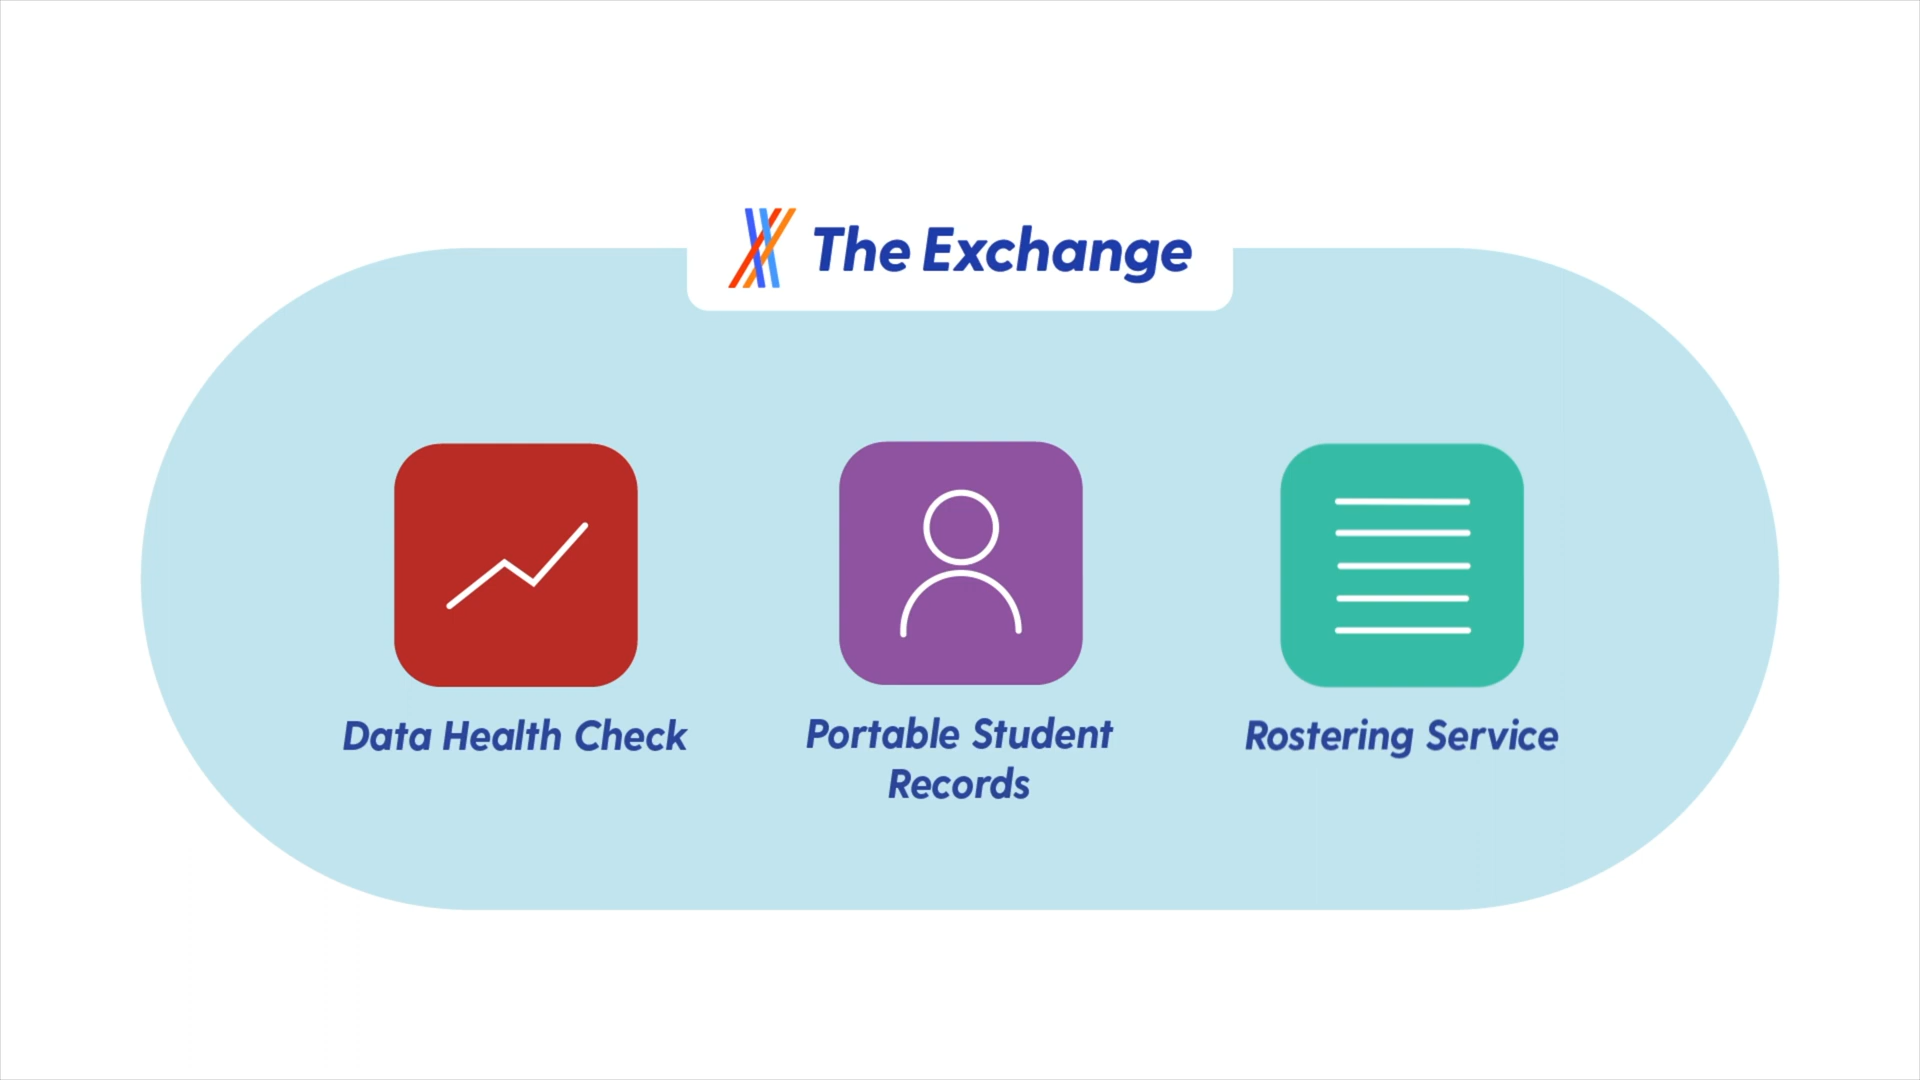 The Exchange
Data Health Check
Portable Student
Records
Rostering Service